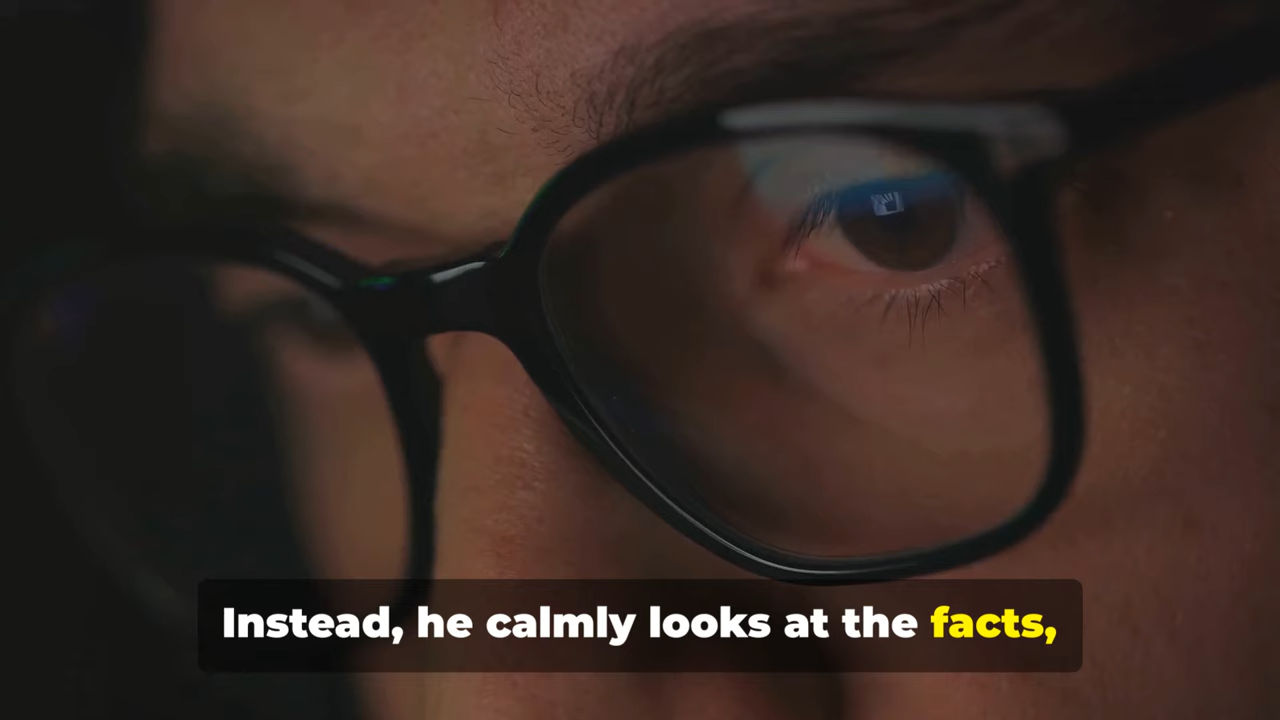 Instead, he calmly looks at the facts,